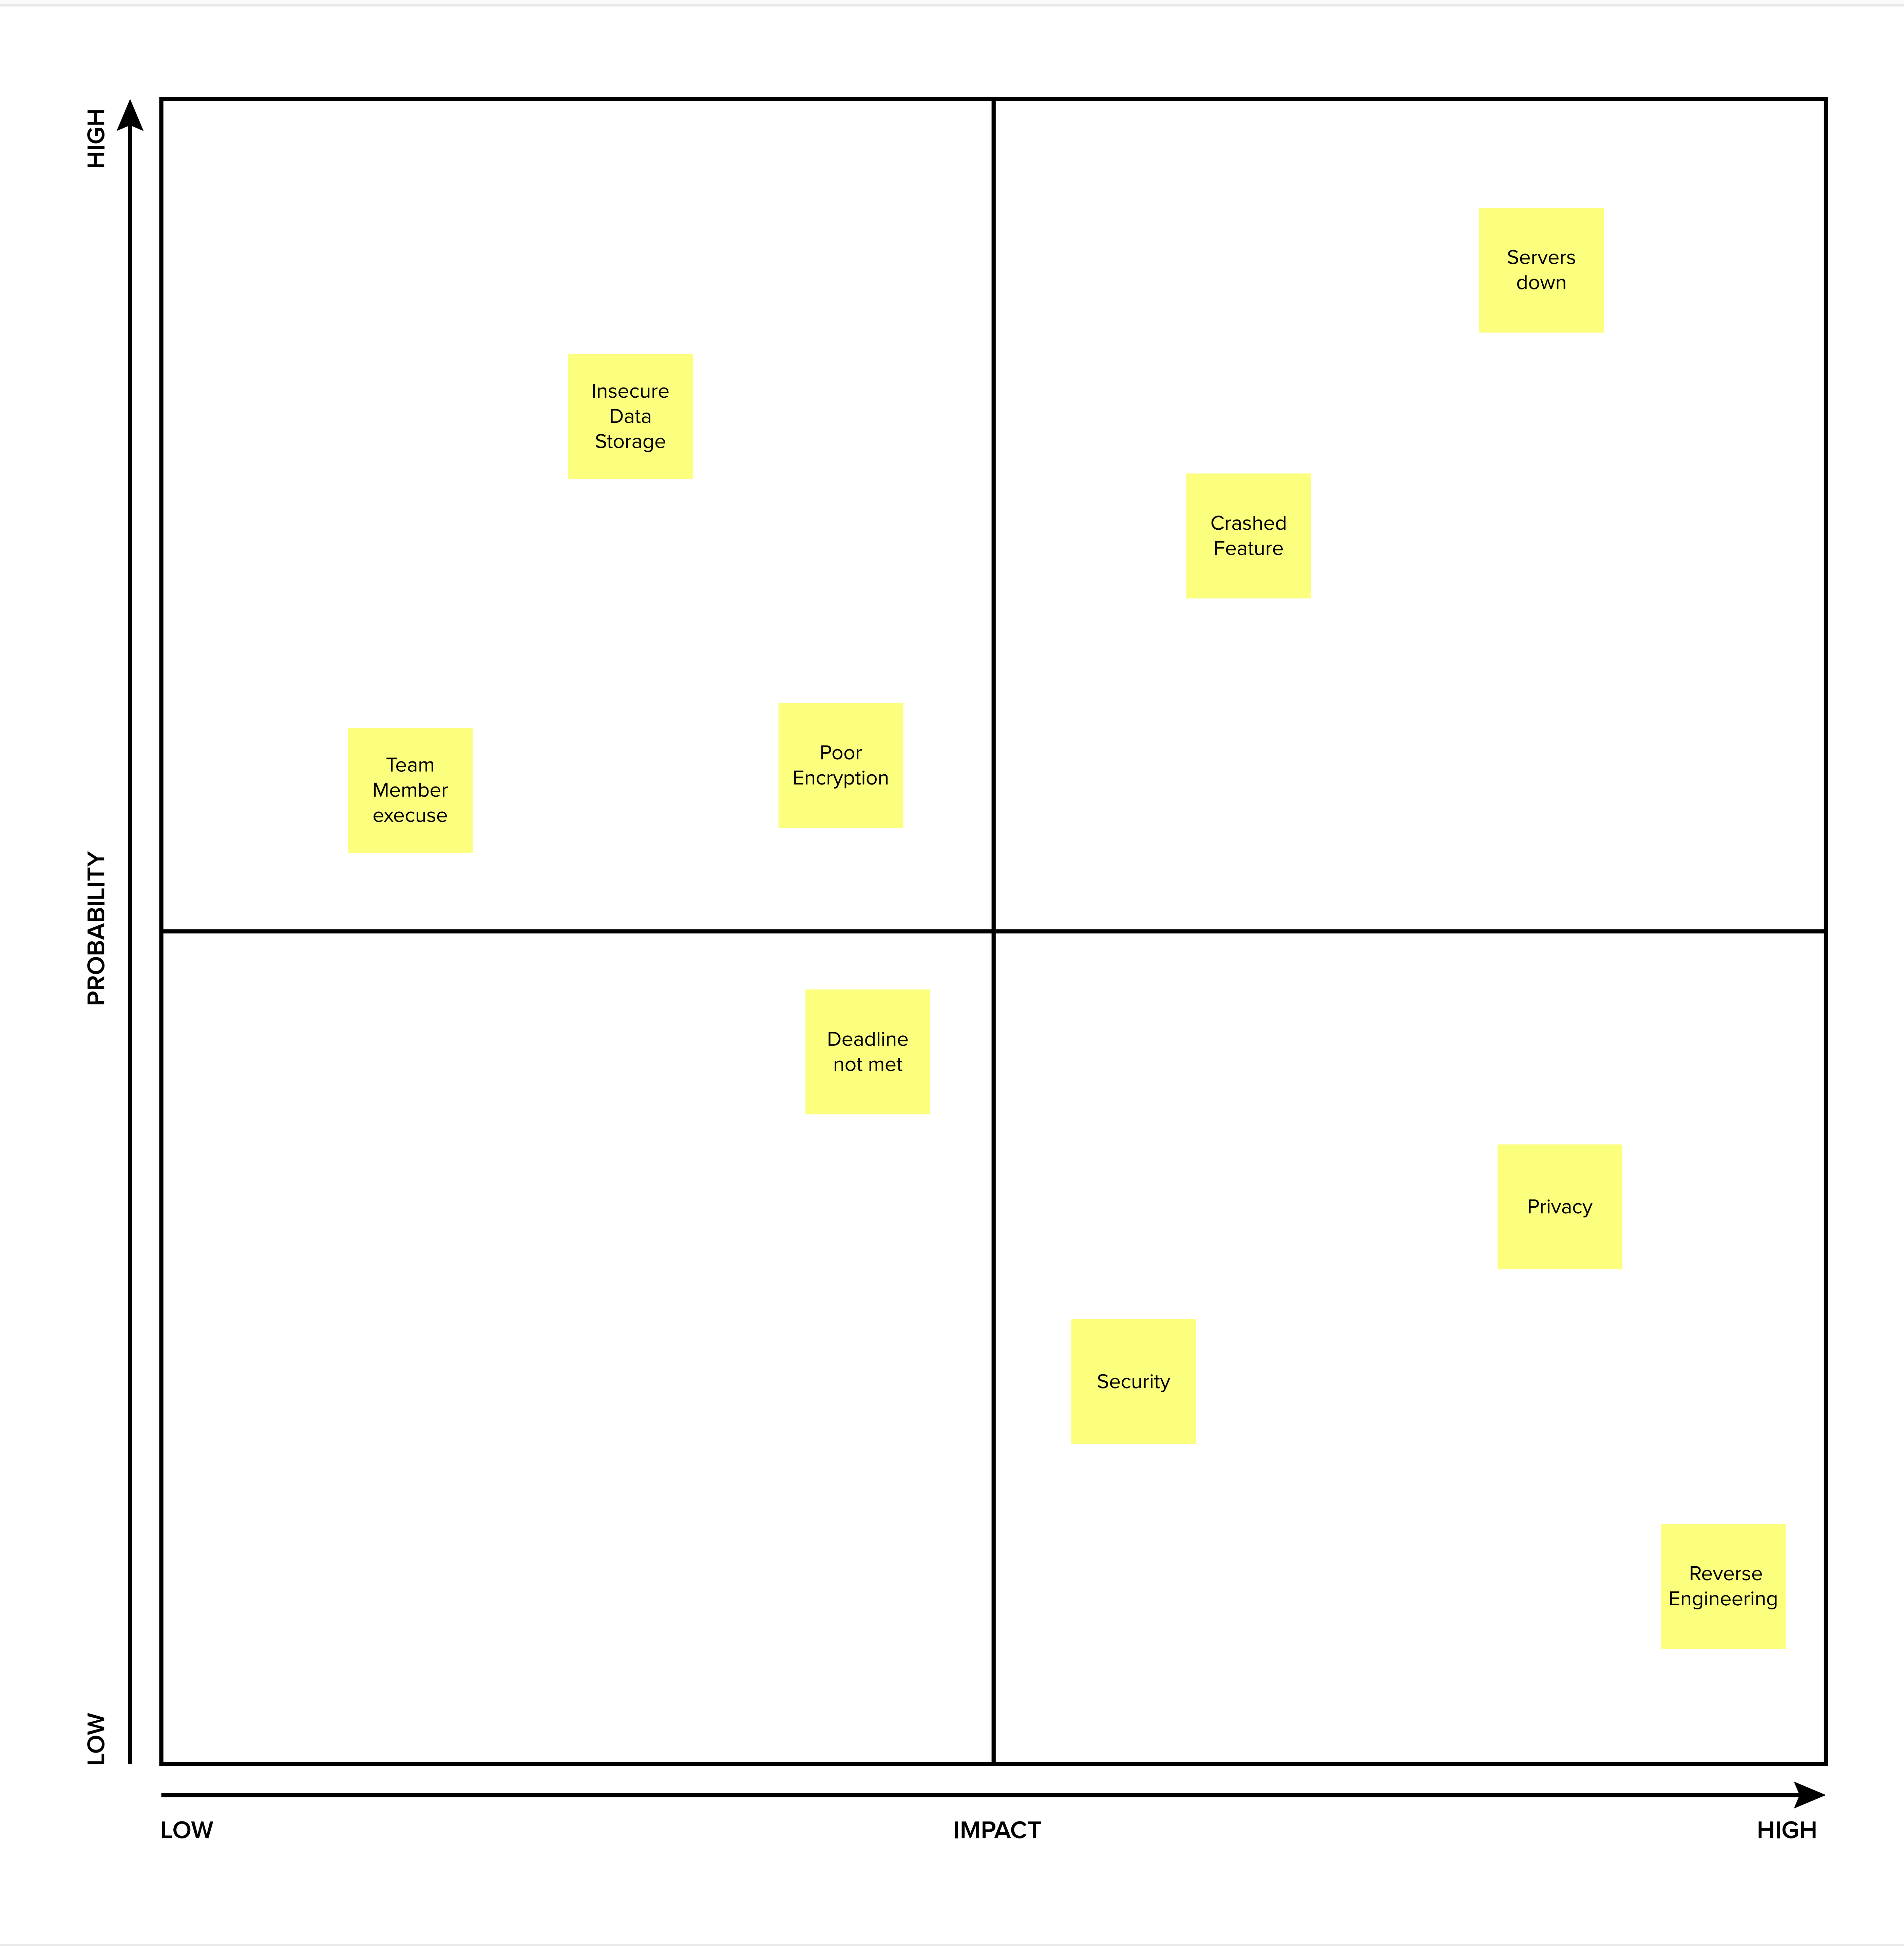 HIGH
Servers
down
Insecure
Data
Storage
Crashed
Feature
Team
Member
execuse
Poor
Encryption
PROBABILITY
Deadline
not met
Privacy
Security
Reverse
Engineering
LOW
LOW
IMPACT
HIGH